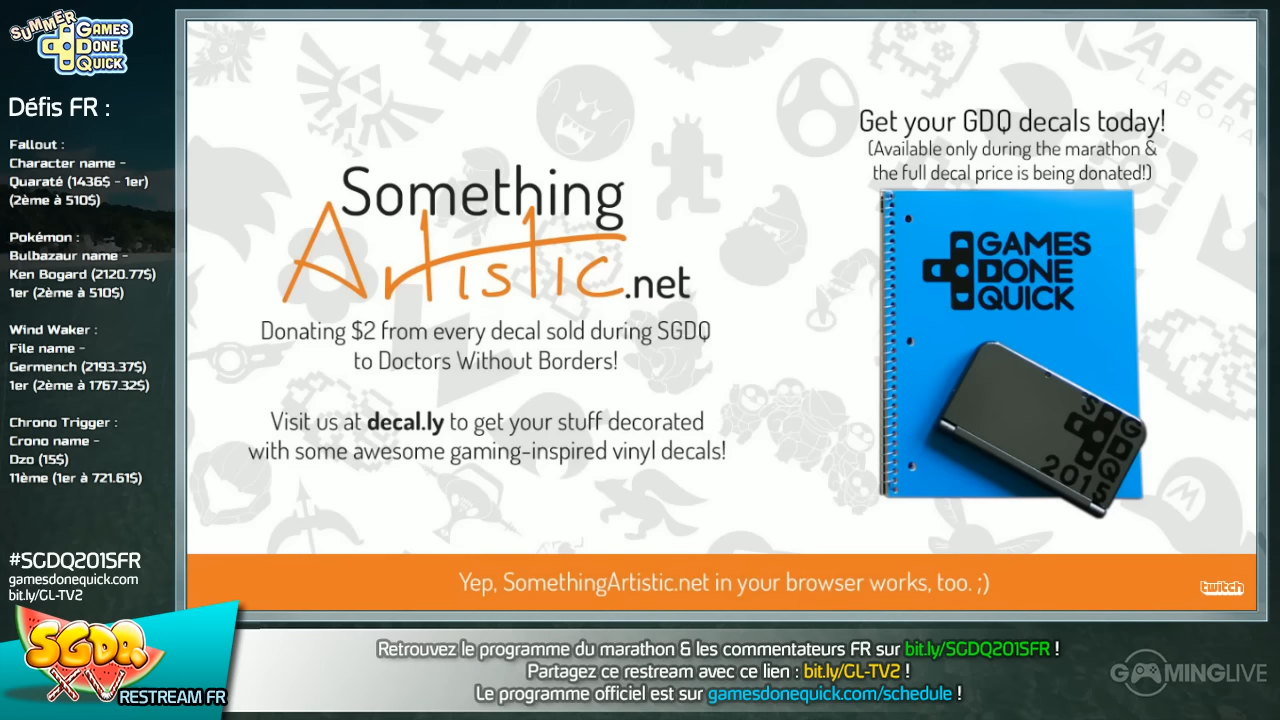 SUMMER
GAMES
DONE
QUICK
Défis FR :
Fallout :
Character name -
Quaraté (1436$ - 1er)
(2ème à 510$)
Pokémon :
Bulbazaur name -
Ken Bogard (2120.77$)
1er (2ème à 510$)
Wind Waker :
File name -
Germench (2193.37$)
1er (2ème à 1767.32$)
Chrono Trigger :
Crono name -
Ozo (15$)
11ème (1er à 721.61$)
#SGDQ2015FR
gamesdonequick.com
bit.ly/GL-TV2
SGDQ
XV
RESTREAM FR
Something
Artistic.net
Donating $2 from every decal sold during SGDQ
to Doctors Without Borders!
Visit us at decal.ly to get your stuff decorated
with some awesome gaming-inspired vinyl decals!
APER
LABORA
Get your GDQ decals today!
(Available only during the marathon &
the full decal price is being donated!)
GAMES
DONE
QUICK
SGDQ
2015
M
Yep, SomethingArtistic.net in your browser works, too. ;)
twitch
Retrouvez le programme du marathon & les commentateurs FR sur bit.ly/SGDQ2015FR !
Partagez ce restream avec ce lien : bit.ly/GL-TV2 !
Le programme officiel est sur gamesdonequick.com/schedule !
GAMINGLIVE